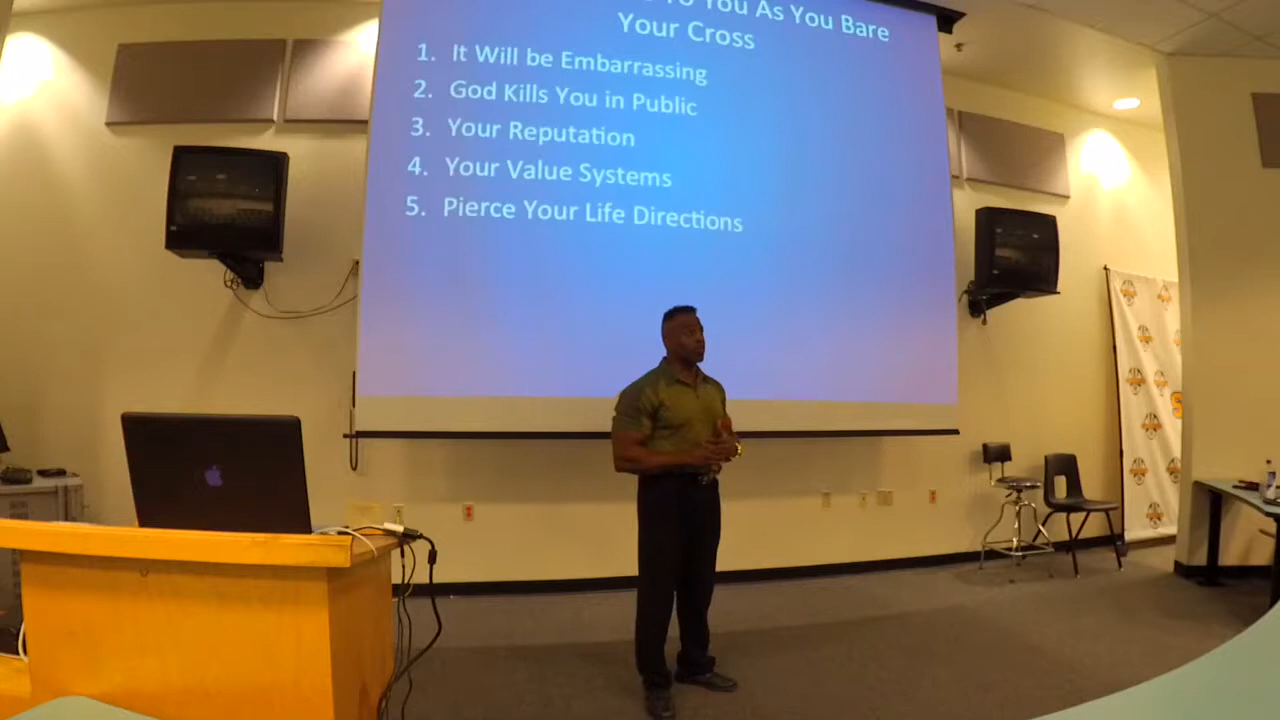 To You As You Bare
Your Cross
1. It Will be Embarrassing
2. God Kills You in Public
3. Your Reputation
4. Your Value Systems
5. Pierce Your Life Directions